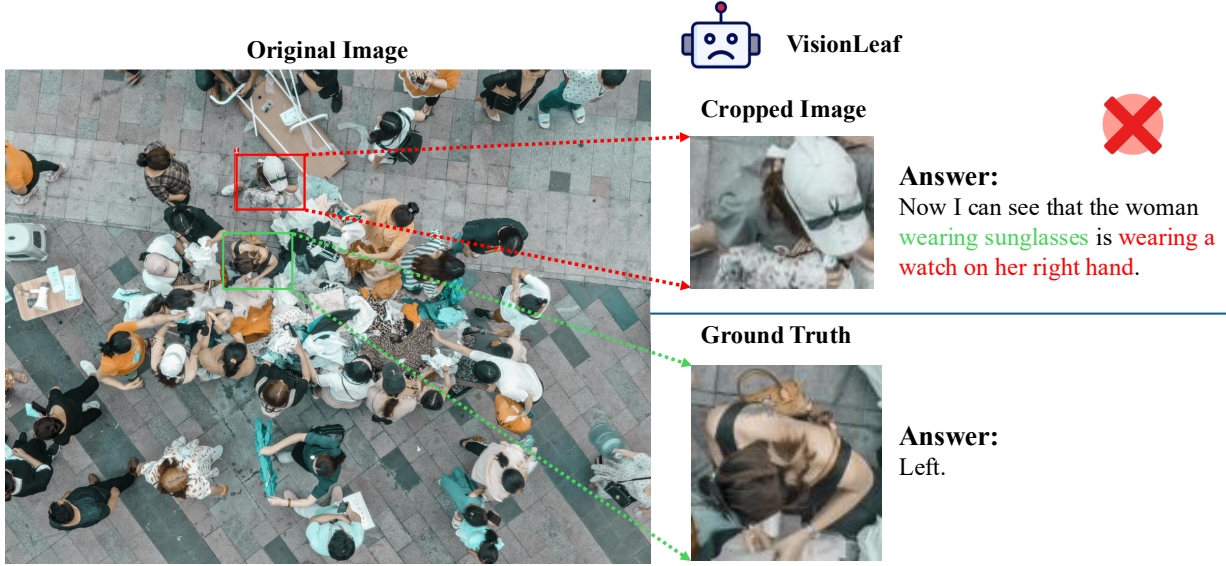 Original Image
VisionLeaf
Cropped Image
Answer:
Now I can see that the woman
wearing sunglasses is wearing a
watch on her right hand.
Ground Truth
Answer:
Left.